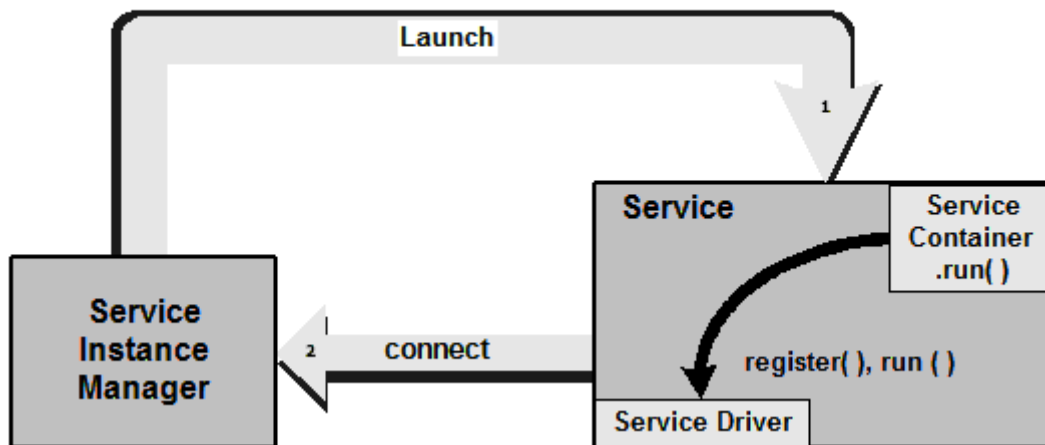 Launch
1
Service
Service
Container
.run( )
Service
Instance
Manager
2
connect
register( ), run ( )
Service Driver